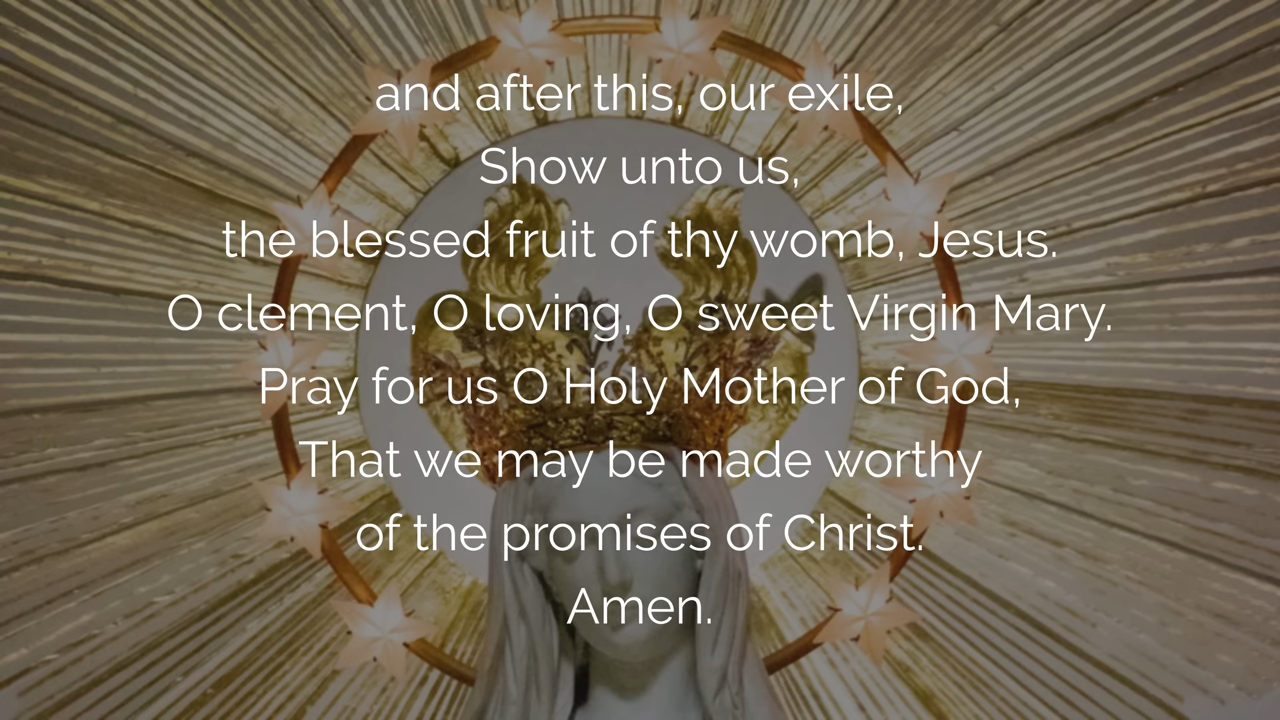 and after this, our exile,
Show unto us,
the blessed fruit of thy womb, Jesus.
O clement, O loving, O sweet Virgin Mary.
Pray for us O Holy Mother of God,
That we may be made worthy
of the promises of Christ.
Amen.